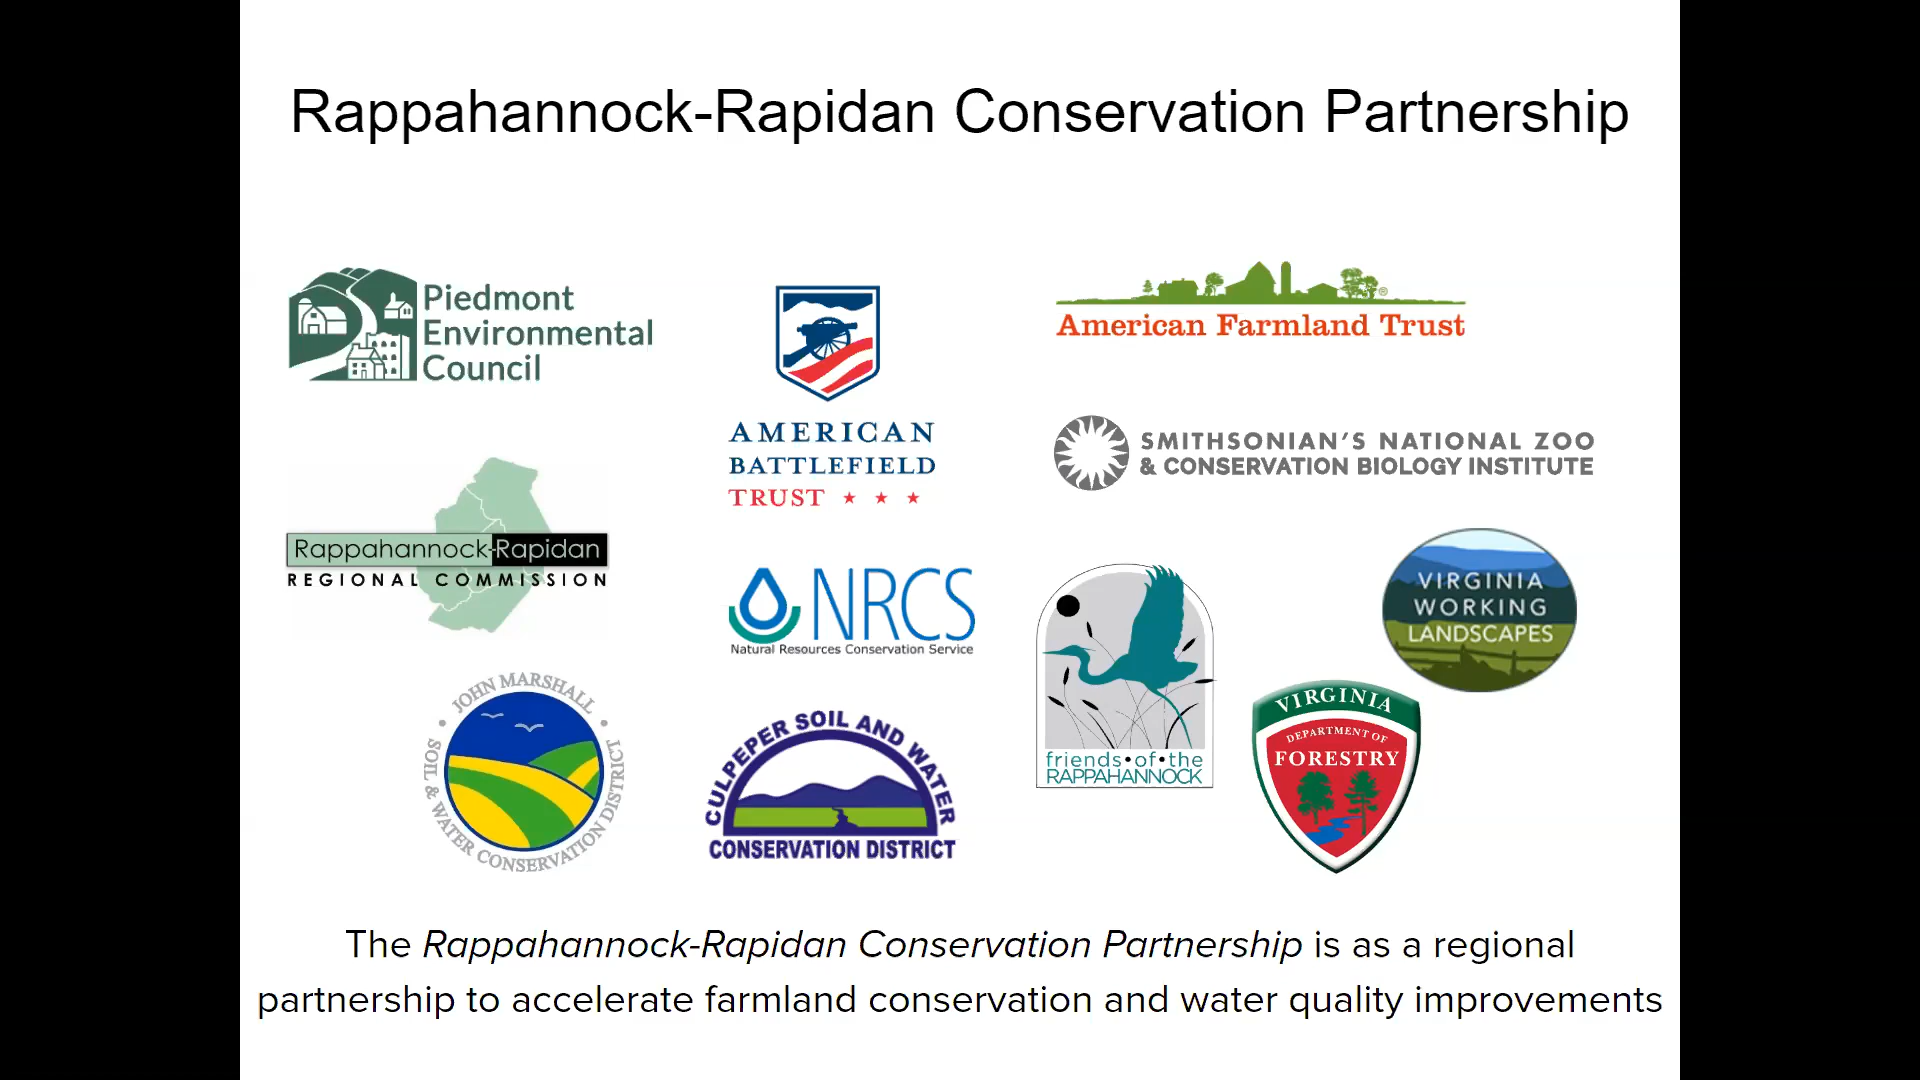 Rappahannock-Rapidan Conservation Partnership
Piedmont
Environmental
Council
AMERICAN
BATTLEFIELD
TRUST
American Farmland Trust
®
SMITHSONIAN'S NATIONAL ZOO
& CONSERVATION BIOLOGY INSTITUTE
Rappahannock-Rapidan
REGIONAL COMMISSION
NRCS
Natural Resources Conservation Service
friends•of•the
RAPPAHANNOCK
VIRGINIA
WORKING
LANDSCAPES
JOHN MARSHALL
SOIL & WATER CONSERVATION DISTRICT
CULPEPER SOIL AND WATER
CONSERVATION DISTRICT
VIRGINIA
DEPARTMENT OF
FORESTRY
The Rappahannock-Rapidan Conservation Partnership is as a regional
partnership to accelerate farmland conservation and water quality improvements